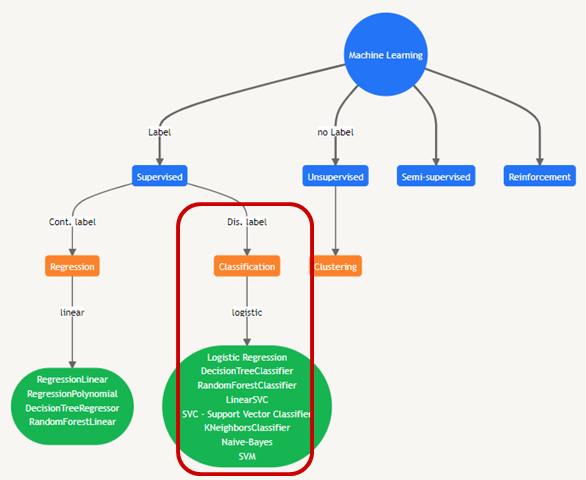 Machine Learning
Label
no Label
Supervised
Unsupervised
Semi-supervised
Reinforcement
Cont. label
Dis. label
Regression
Classification
Clustering
linear
logistic
RegressionLinear
RegressionPolynomial
DecisionTreeRegressor
RandomForestLinear
Logistic Regression
DecisionTreeClassifier
RandomForestClassifier
LinearSVC
SVC - Support Vector Classifier
KNeighborsClassifier
Naive-Bayes
SVM